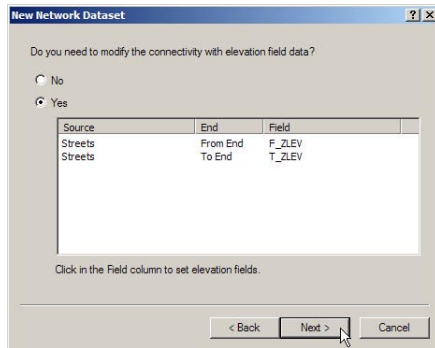 New Network Dataset
Do you need to modify the connectivity with elevation field data?
No
Yes
Source End Field
Streets From End F_ZLEV
Streets To End T_ZLEV
Click in the Field column to set elevation fields.
< Back Next > Cancel